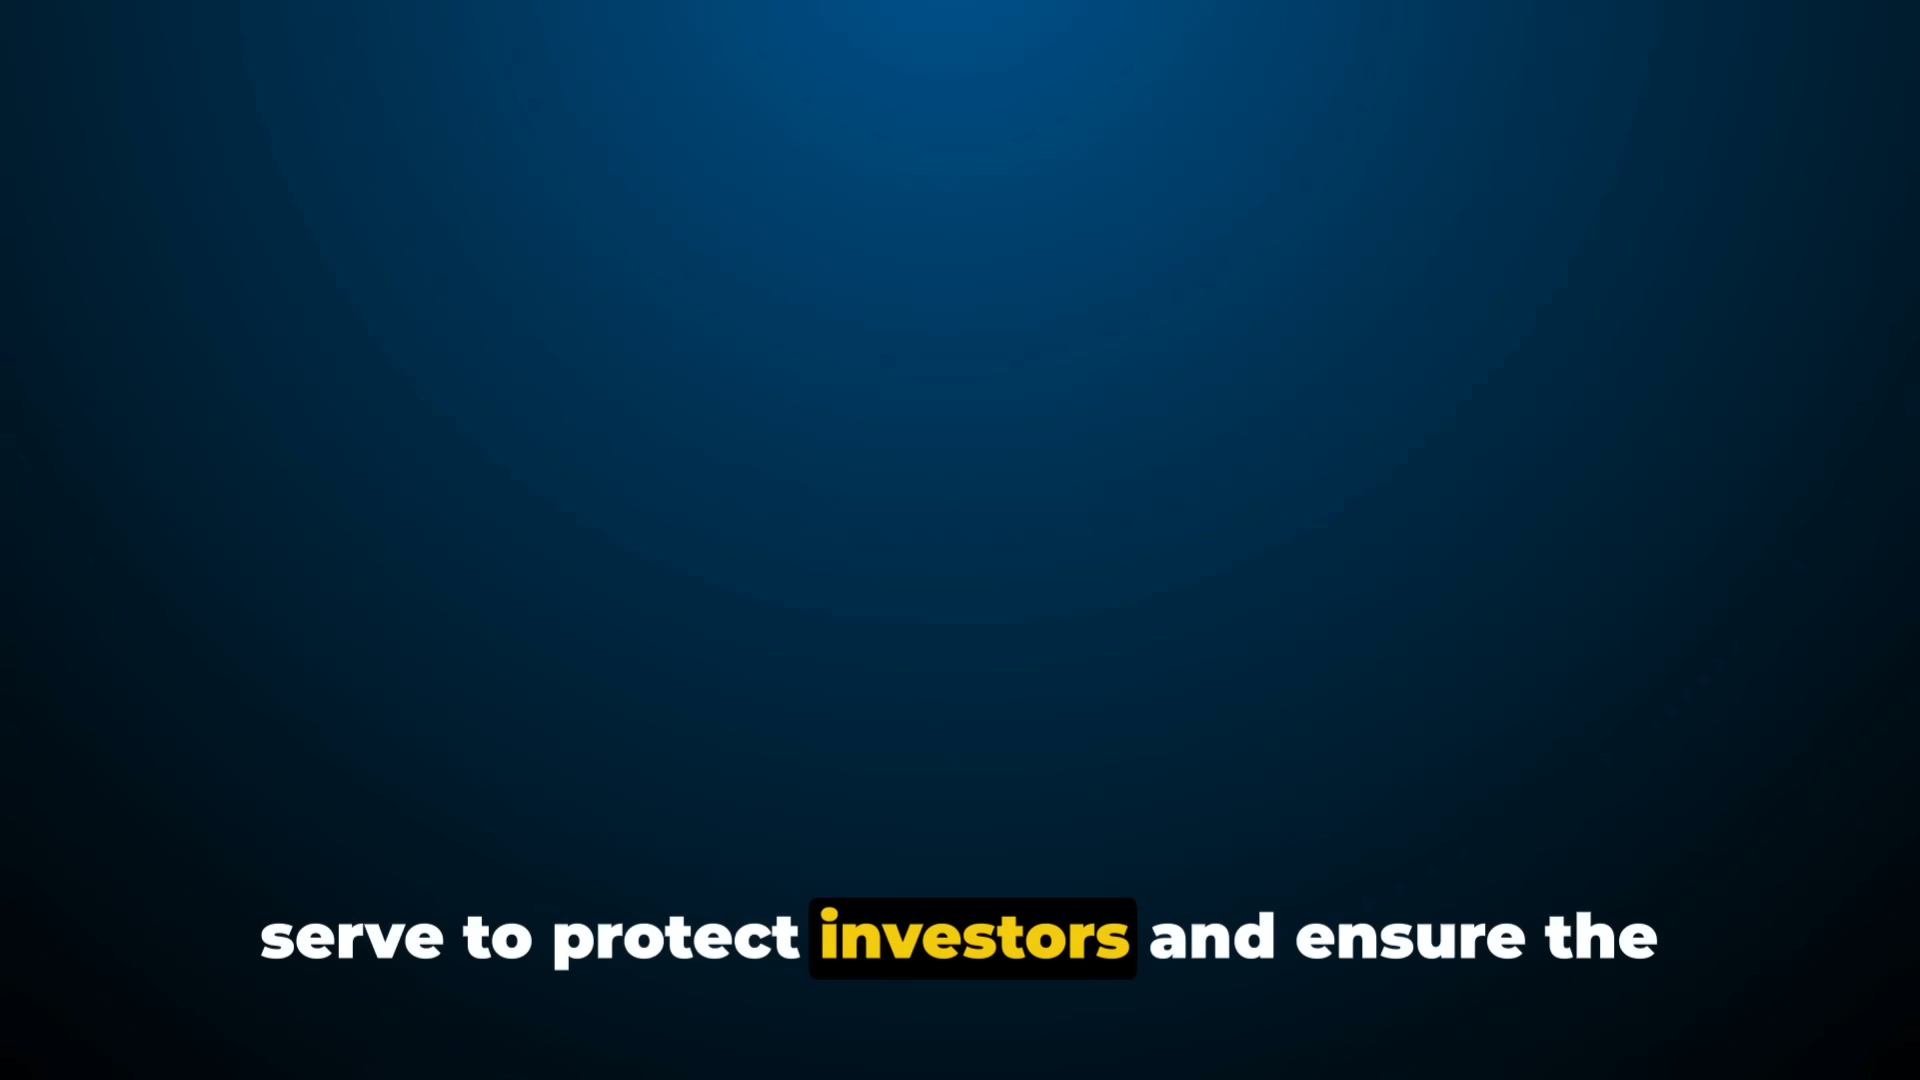 serve to protect investors and ensure the